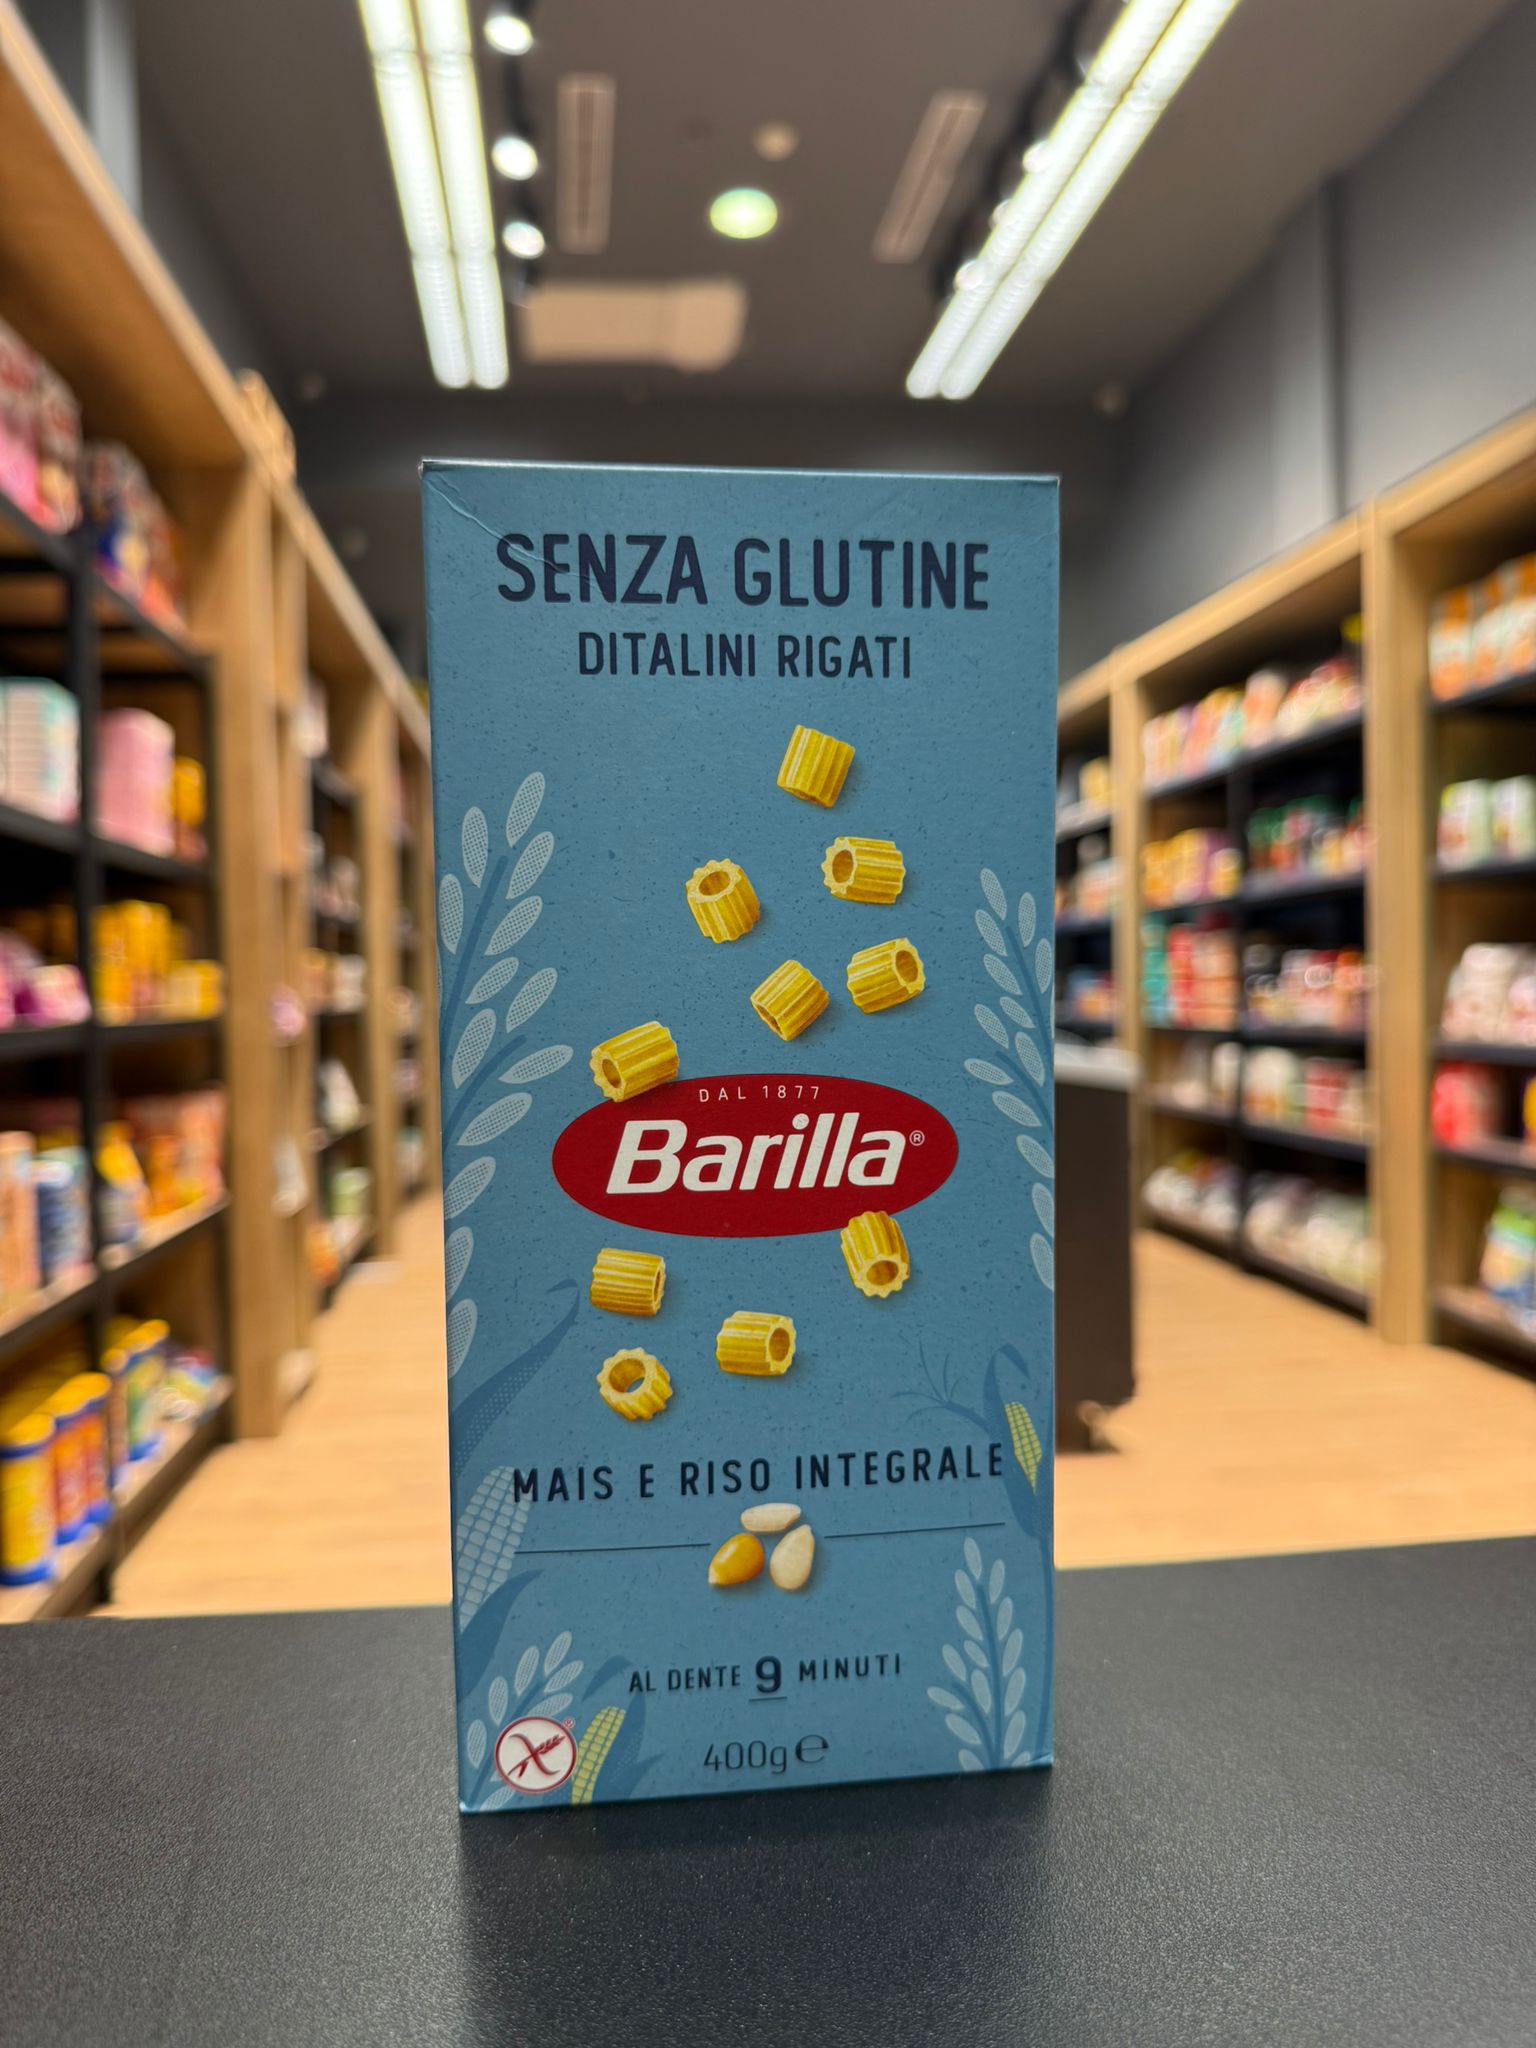 SENZA GLUTINE
DITALINI RIGATI
DAL 1877
Barilla®
MAIS E RISO INTEGRALE
AL DENTE 9 MINUTI
400g ℮